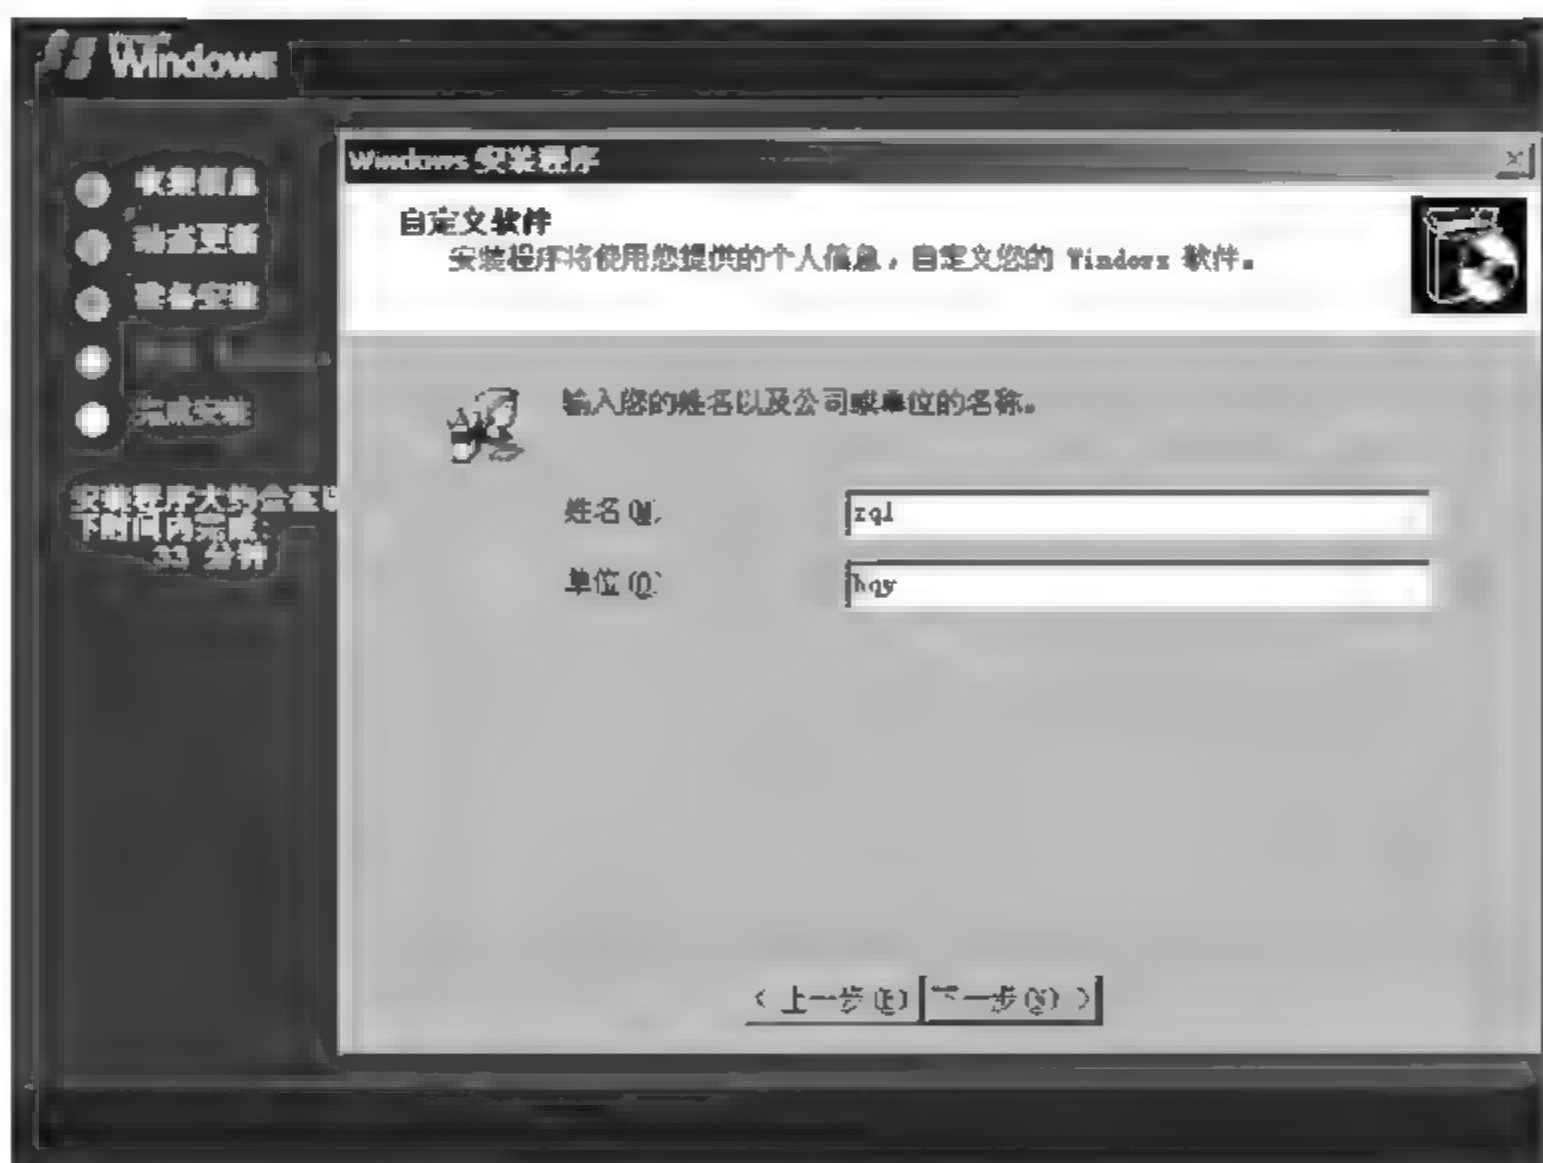 Windows
收集信息
动态更新
准备安装
完成安装
安装程序大约会在以
下时间内完成:
33 分钟
Windows 安装程序
自定义软件
安装程序将使用您提供的个人信息，自定义您的 Windows 软件。
输入您的姓名以及公司或单位的名称。
姓名(M):
zql
单位(O):
hqy
< 上一步(B)
下一步(N) >